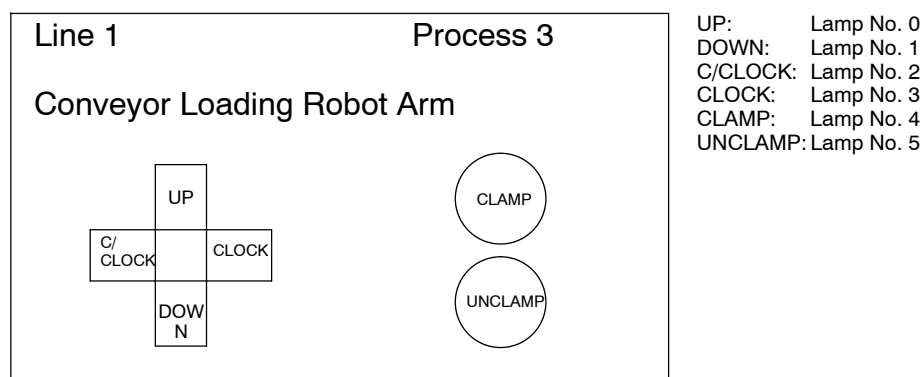 Line 1 Process 3
Conveyor Loading Robot Arm
UP
C/
CLOCK
CLOCK
DOW
N
CLAMP
UNCLAMP
UP: Lamp No. 0
DOWN: Lamp No. 1
C/CLOCK: Lamp No. 2
CLOCK: Lamp No. 3
CLAMP: Lamp No. 4
UNCLAMP: Lamp No. 5